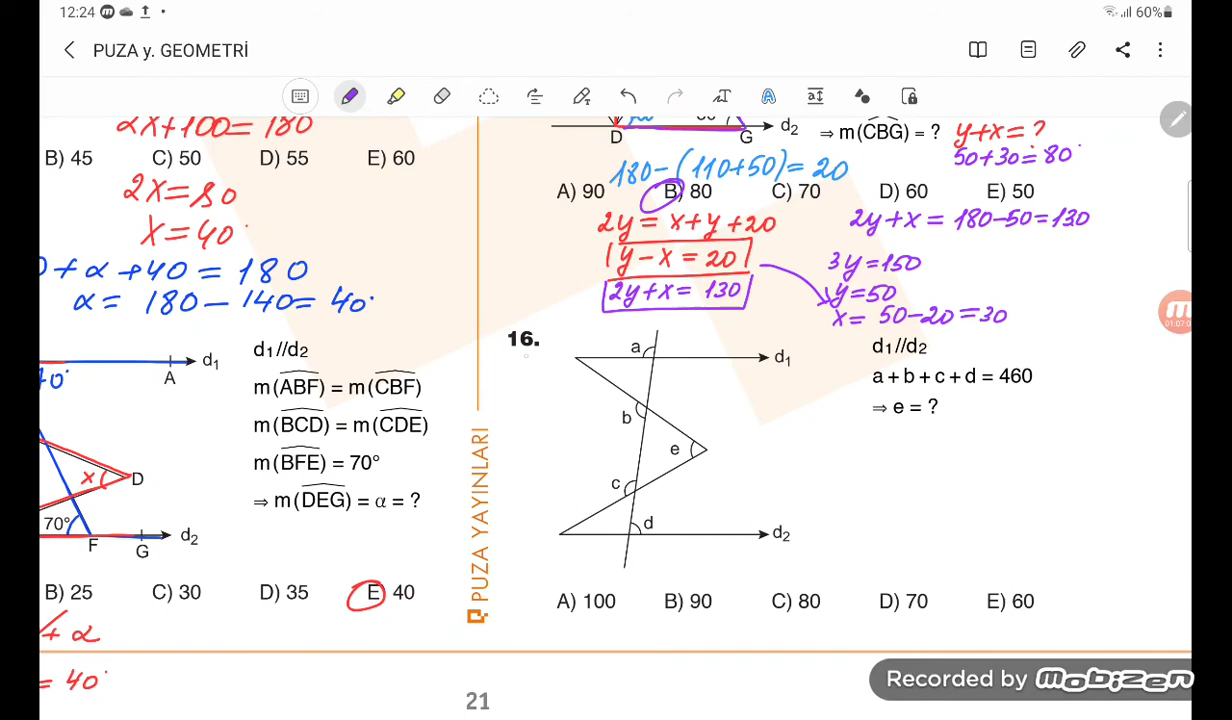 12:24
60%
PUZA y. GEOMETRİ
2x+100=180
B) 45 C) 50 D) 55 E) 60
2x=80
x=40°
+α+40=180
α= 180-140=40°
d₁
A
d₁//d₂
m(ABF) = m(CBF)
m(BCD) = m(CDE)
m(BFE) = 70°
⇒ m(DEG) = α = ?
x
D
70°
F
G
d₂
B) 25 C) 30 D) 35 E) 40
+ α
= 40°
PUZA YAYINLARI
21
D
G
d₂
⇒ m(CBG) = ?
y+x=?
50+30=80°
180-(110+50)=20
A) 90 B) 80 C) 70 D) 60 E) 50
2y= x+y+20
y-x=20
2y+x= 130
2y+x= 180-50=130
3y=150
y=50
x= 50-20=30
16.
a
d₁
b
e
c
d
d₂
d₁//d₂
a + b + c + d = 460
⇒ e = ?
A) 100 B) 90 C) 80 D) 70 E) 60
Recorded by mobizen